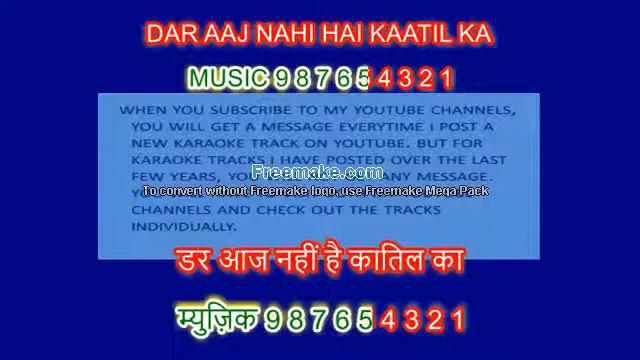 DAR AAJ NAHI HAI KAATIL KA
MUSIC 9 8 7 6 5 4 3 2 1
WHEN YOU SUBSCRIBE TO MY YOUTUBE CHANNELS,
YOU WILL GET A MESSAGE EVERYTIME I POST A
NEW KARAOKE TRACK ON YOUTUBE. BUT FOR
KARAOKE TRACKS I HAVE POSTED OVER THE LAST
FEW YEARS, YOU ANY MESSAGE.
Freemake.com
To convert without Freemake logo, use Freemake Mega Pack
CHANNELS AND CHECK OUT THE TRACKS
INDIVIDUALLY.
डर आज नहीं है कातिल का
म्युज़िक 9 8 7 6 5 4 3 2 1